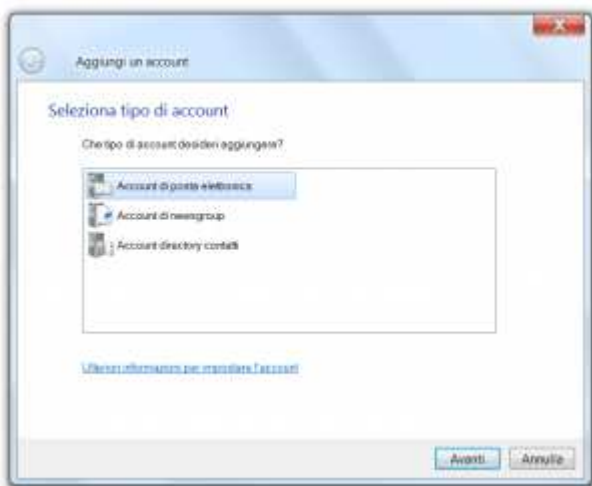 Aggiungi un account
Seleziona tipo di account
Che tipo di account desideri aggiungere?
Account di posta elettronica
Account di newsgroup
Account directory contatti
Ulteriori informazioni per impostare l'account
Avanti
Annulla